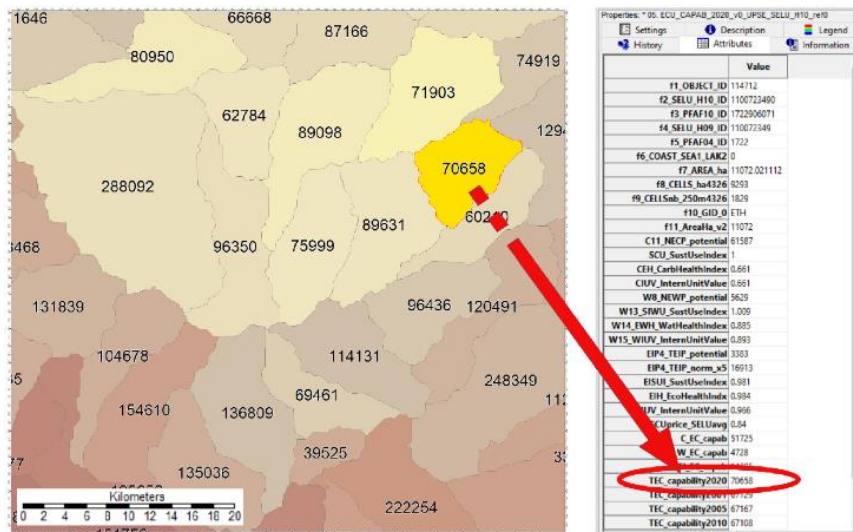 1646
66668
87166
80950
74919
71903
62784
89098
1294
70658
288092
60240
89631
96350
75999
3468
131839
96436
120491
104678
114131
248349
69461
154610
136809
39525
135036
222254
Kilometers
0 2 4 6 8 10 12 14 16 18 20
Properties: * 05. ECU_CAPAB_2020_v0_UPSE_SELU_H10_ref0
Settings Description Legend
History Attributes Information
Value
f1_OBJECT_ID 114712
f2_SELU_H10_ID 1100723490
f3_PFAF10_ID 1722906071
f4_SELU_H09_ID 110072349
f5_PFAF04_ID 1722
f6_COAST_SEA1_LAK2 0
f7_AREA_ha 11072.021112
f8_CELLS_ha4326 9293
f9_CELLSnb_250m4326 1829
f10_GID_0 ETH
f11_AreaHa_v2 11072
C11_NECP_potential 61587
SCU_SustUseIndex 1
CEH_CarbHealthIndex 0.661
CIUV_InternUnitValue 0.661
W8_NEWP_potential 5629
W13_SIWU_SustUseIndex 1.009
W14_EWH_WatHealthIndex 0.885
W15_WIUV_InternUnitValue 0.893
EIP4_TEIP_potential 3383
EIP4_TEIP_norm_x5 16913
EISUI_SustUseIndex 0.981
EIH_EcoHealthIndx 0.984
UV_InternUnitValue 0.966
CUprice_SELUavg 0.84
C_EC_capab 51725
W_EC_capab 4728
TEC_capability2020 70658
TEC_capability2001 67129
TEC_capability2005 67167
TEC_capability2010 67108